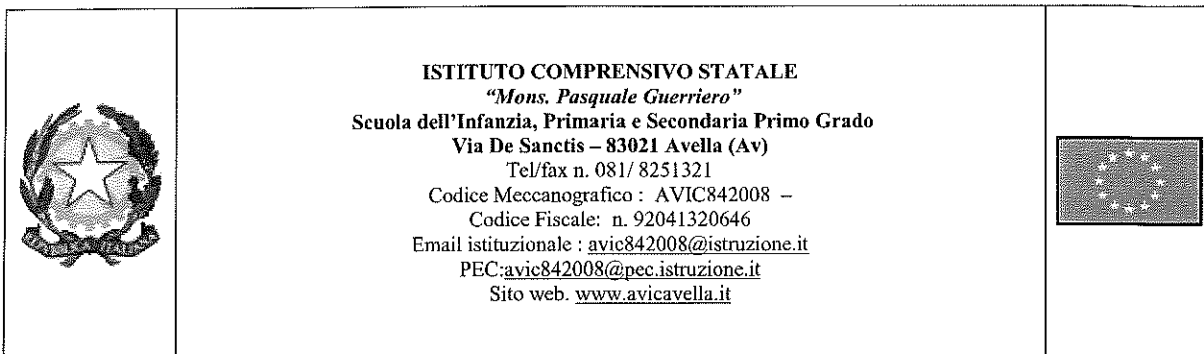 ISTITUTO COMPRENSIVO STATALE
“Mons. Pasquale Guerriero”
Scuola dell’Infanzia, Primaria e Secondaria Primo Grado
Via De Sanctis – 83021 Avella (Av)
Tel/fax n. 081/ 8251321
Codice Meccanografico : AVIC842008 –
Codice Fiscale: n. 92041320646
Email istituzionale : avic842008@istruzione.it
PEC:avic842008@pec.istruzione.it
Sito web. www.avicavella.it